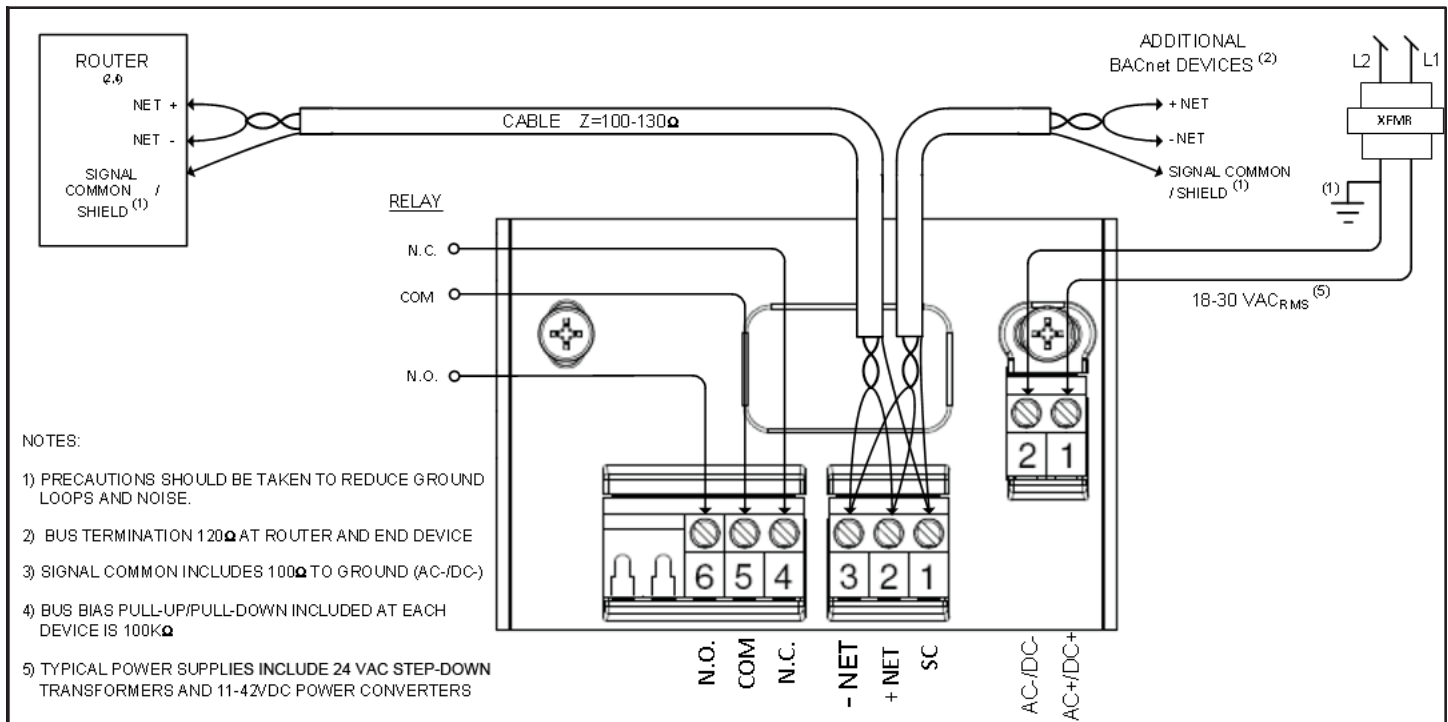 ROUTER
(2,4)
NET +
NET -
SIGNAL
COMMON /
SHIELD (1)
CABLE Z=100-130Ω
ADDITIONAL
BACnet DEVICES (2)
+ NET
- NET
SIGNAL COMMON
/ SHIELD (1)
L2
L1
XFMR
(1)
18-30 VACRMS (5)
RELAY
N.C.
COM
N.O.
2 1
6 5 4
3 2 1
N.O.
COM
N.C.
- NET
+ NET
SC
AC-/DC-
AC+/DC+
NOTES:
1) PRECAUTIONS SHOULD BE TAKEN TO REDUCE GROUND
LOOPS AND NOISE.
2) BUS TERMINATION 120Ω AT ROUTER AND END DEVICE
3) SIGNAL COMMON INCLUDES 100Ω TO GROUND (AC-/DC-)
4) BUS BIAS PULL-UP/PULL-DOWN INCLUDED AT EACH
DEVICE IS 100KΩ
5) TYPICAL POWER SUPPLIES INCLUDE 24 VAC STEP-DOWN
TRANSFORMERS AND 11-42VDC POWER CONVERTERS